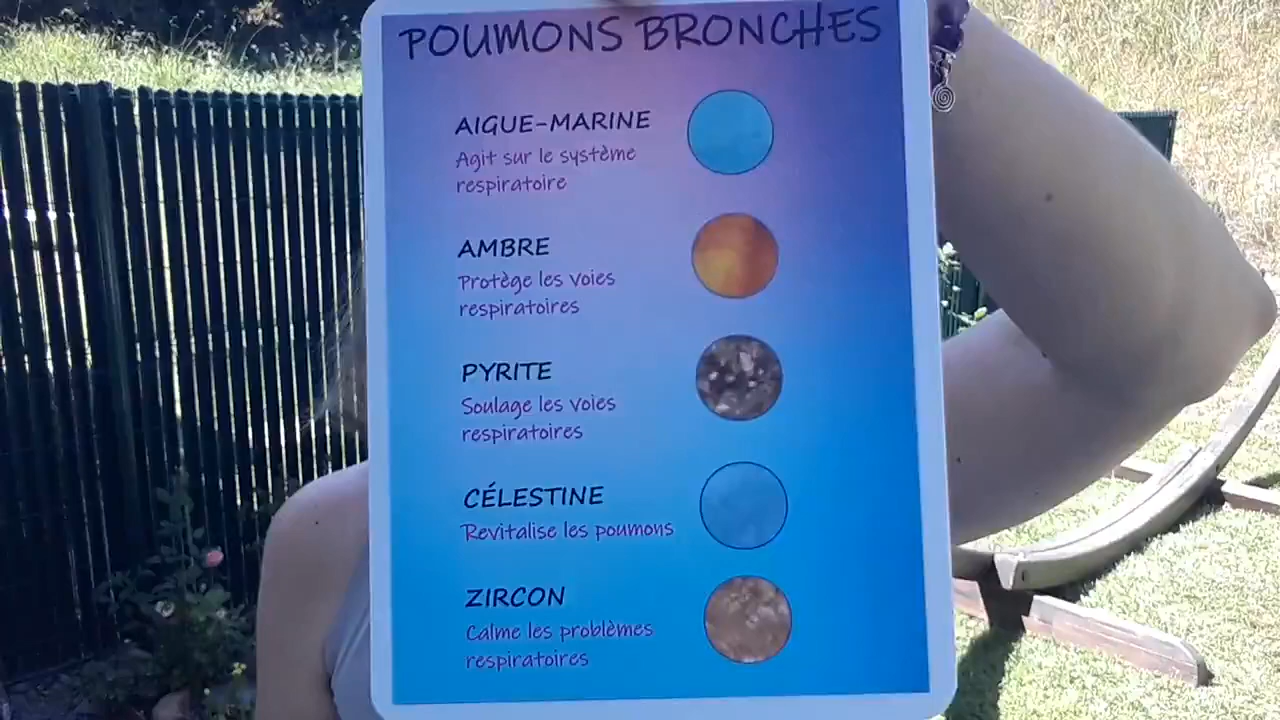 POUMONS BRONCHES
AIGUE-MARINE
Agit sur le système
respiratoire
AMBRE
Protège les voies
respiratoires
PYRITE
Soulage les voies
respiratoires
CÉLESTINE
Revitalise les poumons
ZIRCON
Calme les problèmes
respiratoires